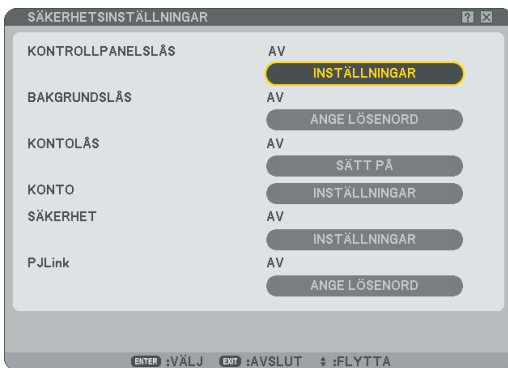 SÄKERHETSINSTÄLLNINGAR
KONTROLLPANELSLÅS AV
INSTÄLLNINGAR
BAKGRUNDSLÅS AV
ANGE LÖSENORD
KONTOLÅS AV
SÄTT PÅ
KONTO INSTÄLLNINGAR
SÄKERHET AV
INSTÄLLNINGAR
PJLink AV
ANGE LÖSENORD
ENTER :VÄLJ EXIT :AVSLUT :FLYTTA